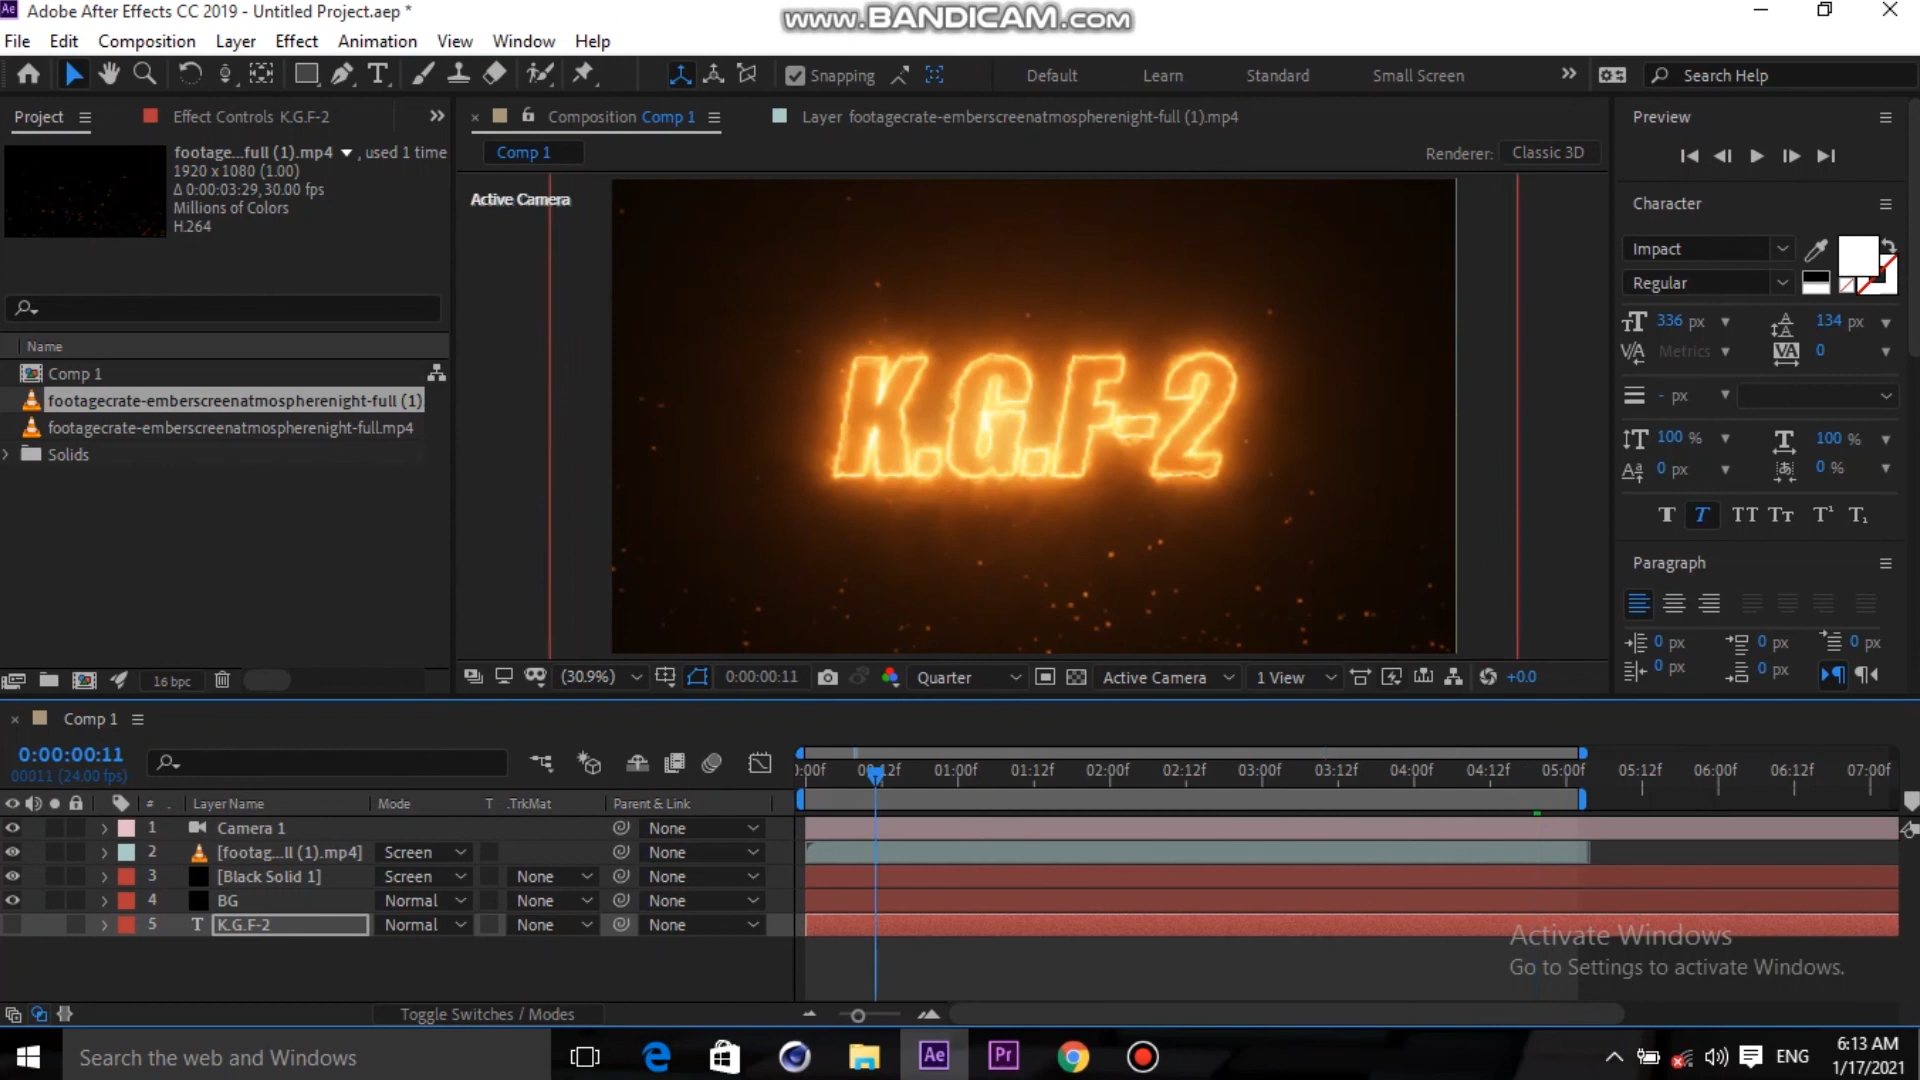 Ae Adobe After Effects CC 2019 - Untitled Project.aep *
www.BANDICAM.com
File Edit Composition Layer Effect Animation View Window Help
Snapping
Default Learn Standard Small Screen
Search Help
Project
Effect Controls K.G.F-2
Composition Comp 1
Layer footagecrate-emberscreenatmospherenight-full (1).mp4
Preview
footage...full (1).mp4 , used 1 time
1920 x 1080 (1.00)
Δ 0:00:03:29, 30.00 fps
Millions of Colors
H.264
Comp 1
Renderer: Classic 3D
Active Camera
K.G.F-2
Character
Impact
Regular
336 px 134 px
Metrics 0
- px
100 % 100 %
0 px 0 %
T T TT Tt T¹ T₁
Paragraph
0 px 0 px 0 px
0 px 0 px
Name
Comp 1
footagecrate-emberscreenatmospherenight-full (1)
footagecrate-emberscreenatmospherenight-full.mp4
Solids
16 bpc
(30.9%) 0:00:00:11 Quarter Active Camera 1 View +0.0
Comp 1
0:00:00:11
00011 (24.00 fps)
):00f 00:12f 01:00f 01:12f 02:00f 02:12f 03:00f 03:12f 04:00f 04:12f 05:00f 05:12f 06:00f 06:12f 07:00f
# Layer Name Mode T .TrkMat Parent & Link
1 Camera 1 None
2 [footag...ll (1).mp4] Screen None
3 [Black Solid 1] Screen None None
4 BG Normal None None
5 T K.G.F-2 Normal None None
Activate Windows
Go to Settings to activate Windows.
Toggle Switches / Modes
Search the web and Windows
Ae Pr
ENG
6:13 AM
1/17/2021